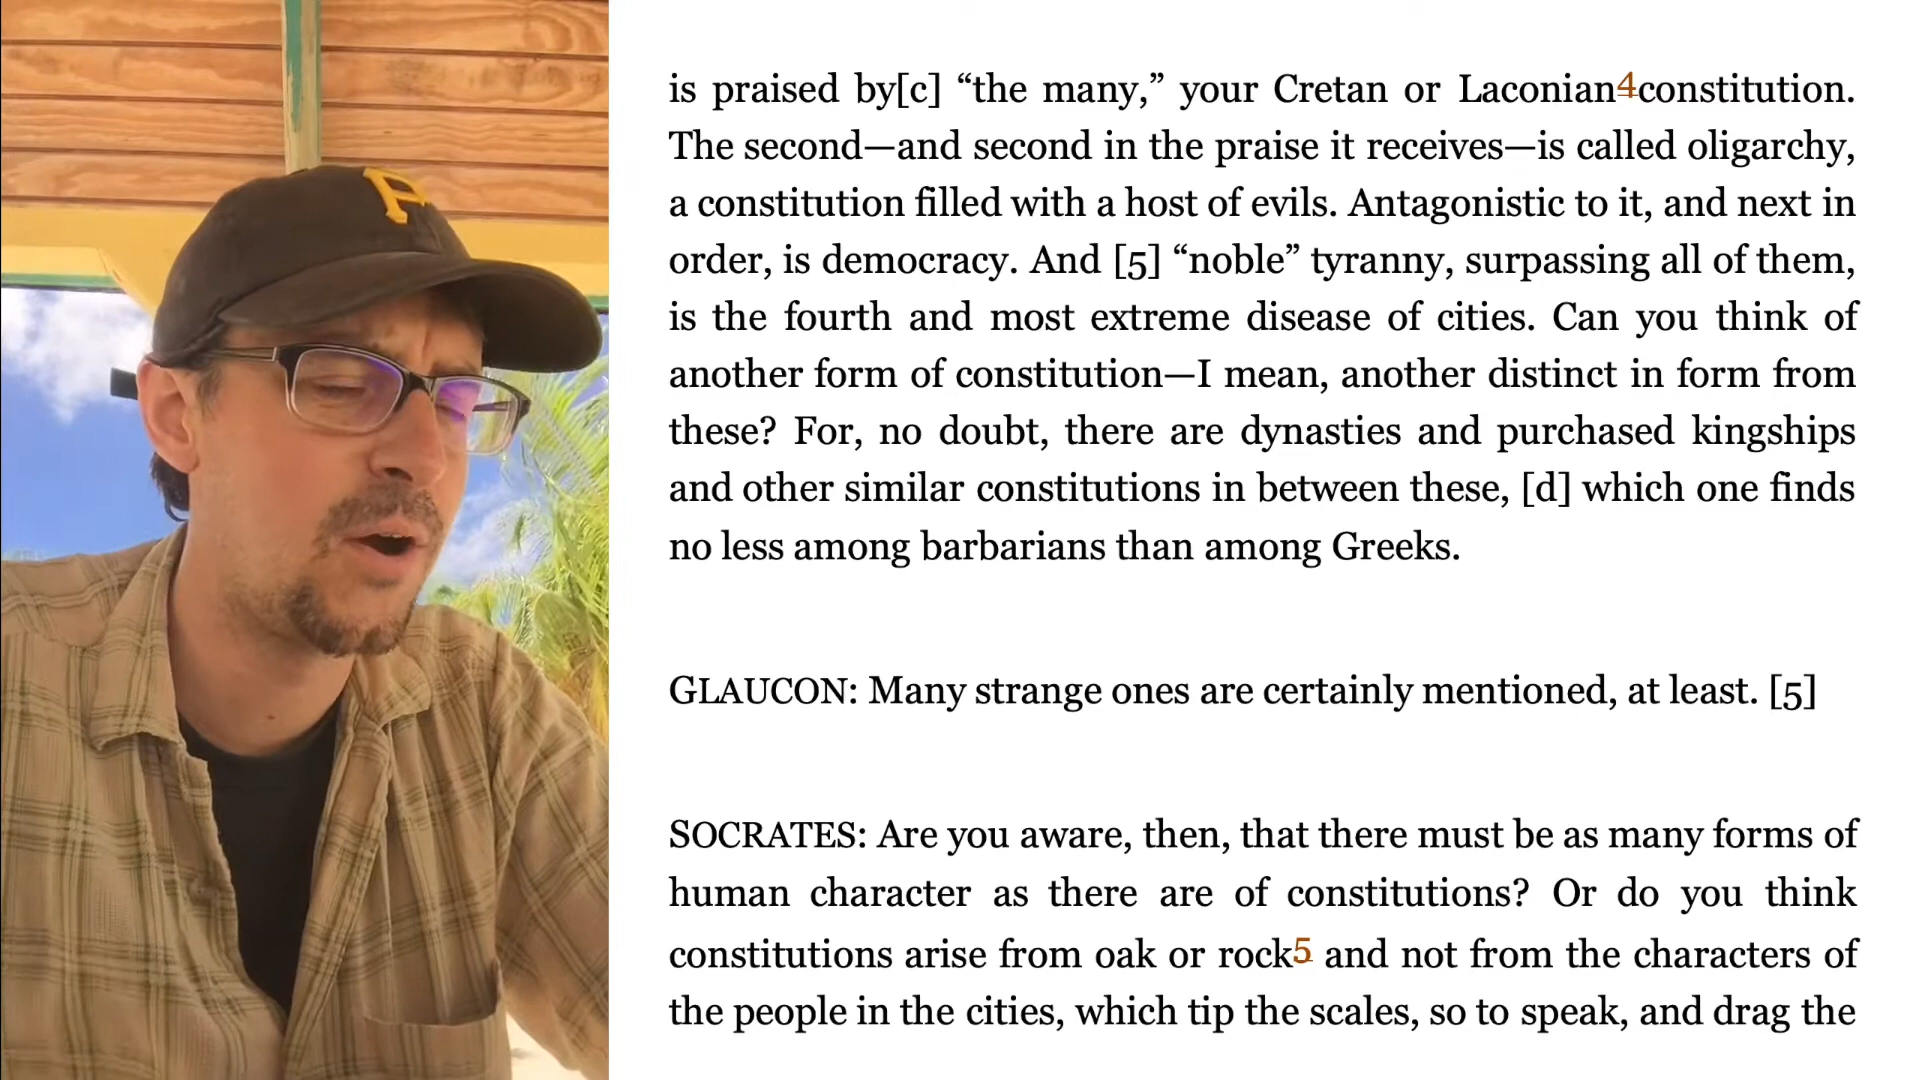 P
is praised by[c] “the many,” your Cretan or Laconian4constitution.
The second—and second in the praise it receives—is called oligarchy,
a constitution filled with a host of evils. Antagonistic to it, and next in
order, is democracy. And [5] “noble” tyranny, surpassing all of them,
is the fourth and most extreme disease of cities. Can you think of
another form of constitution—I mean, another distinct in form from
these? For, no doubt, there are dynasties and purchased kingships
and other similar constitutions in between these, [d] which one finds
no less among barbarians than among Greeks.
GLAUCON: Many strange ones are certainly mentioned, at least. [5]
SOCRATES: Are you aware, then, that there must be as many forms of
human character as there are of constitutions? Or do you think
constitutions arise from oak or rock5 and not from the characters of
the people in the cities, which tip the scales, so to speak, and drag the